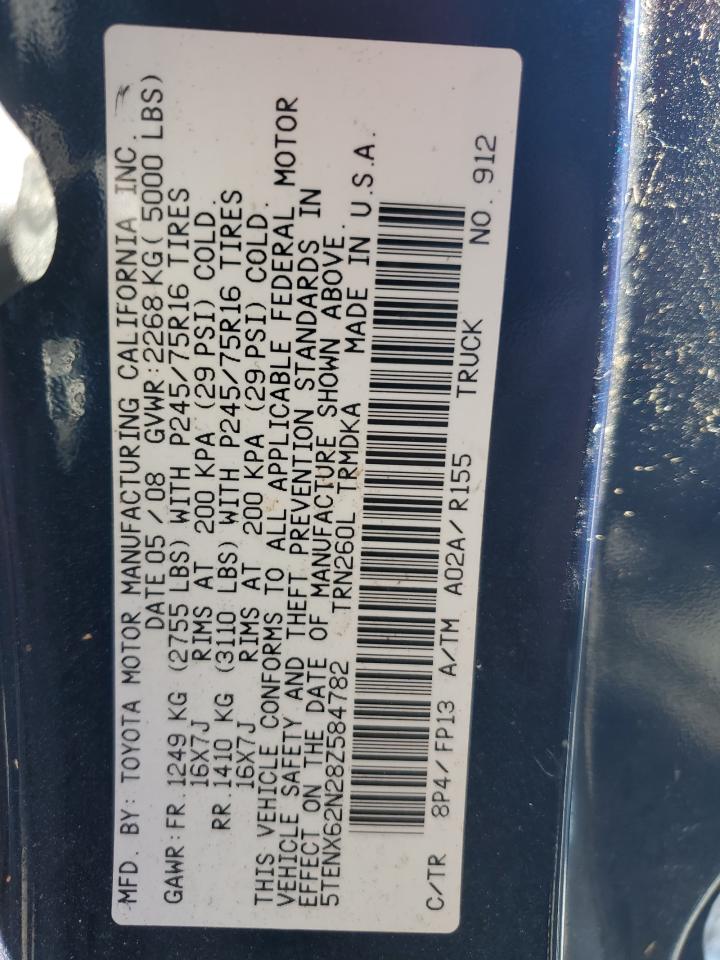 MFD. BY: TOYOTA MOTOR MANUFACTURING CALIFORNIA INC.
DATE 05 / 08 GVWR:2268 KG( 5000 LBS)
GAWR:FR.1249 KG (2755 LBS) WITH P245/75R16 TIRES
16X7J RIMS AT 200 KPA (29 PSI) COLD.
RR.1410 KG (3110 LBS) WITH P245/75R16 TIRES
16X7J RIMS AT 200 KPA (29 PSI) COLD.
THIS VEHICLE CONFORMS TO ALL APPLICABLE FEDERAL MOTOR
VEHICLE SAFETY AND THEFT PREVENTION STANDARDS IN
EFFECT ON THE DATE OF MANUFACTURE SHOWN ABOVE.
5TENX62N28Z584782 TRN260L TRMDKA MADE IN U.S.A.
C/TR 8P4/FP13 A/TM A02A/R155 TRUCK NO. 912